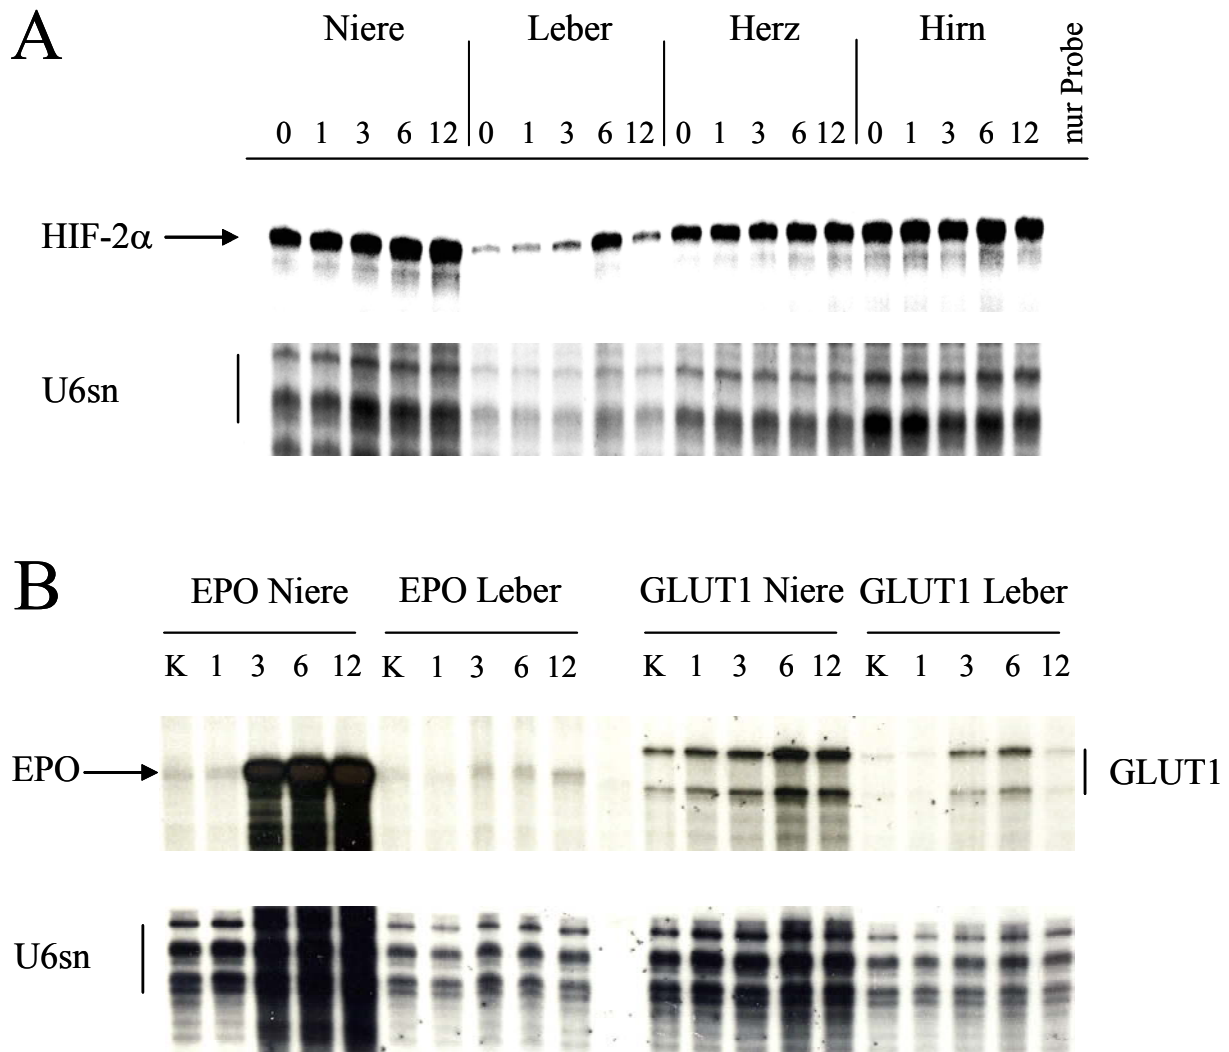 A
Niere Leber Herz Hirn nur Probe
0 1 3 6 12 0 1 3 6 12 0 1 3 6 12 0 1 3 6 12
HIF-2α
U6sn
B
EPO Niere EPO Leber GLUT1 Niere GLUT1 Leber
K 1 3 6 12 K 1 3 6 12 K 1 3 6 12 K 1 3 6 12
EPO GLUT1
U6sn